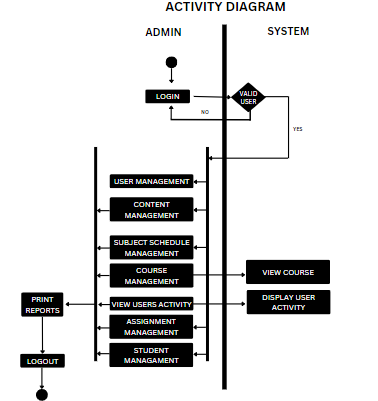 ACTIVITY DIAGRAM
ADMIN
SYSTEM
LOGIN
VALID
USER
NO
YES
USER MANAGEMENT
CONTENT
MANAGEMENT
SUBJECT SCHEDULE
MANAGEMENT
COURSE
MANAGEMENT
VIEW COURSE
PRINT
REPORTS
VIEW USERS ACTIVITY
DISPLAY USER
ACTIVITY
ASSIGNMENT
MANAGEMENT
STUDENT
MANAGAMENT
LOGOUT